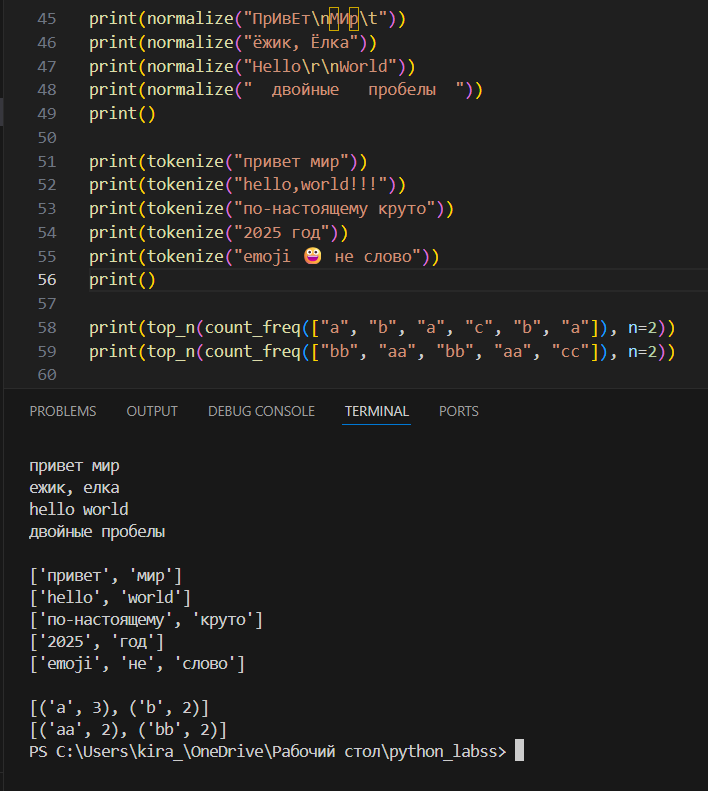 45 print(normalize("ПрИвЕт\nМИр\t"))
46 print(normalize("ёжик, Ёлка"))
47 print(normalize("Hello\r\nWorld"))
48 print(normalize("  двойные   пробелы  "))
49 print()
50
51 print(tokenize("привет мир"))
52 print(tokenize("hello,world!!!"))
53 print(tokenize("по-настоящему круто"))
54 print(tokenize("2025 год"))
55 print(tokenize("emoji 😀 не слово"))
56 print()
57
58 print(top_n(count_freq(["a", "b", "a", "c", "b", "a"]), n=2))
59 print(top_n(count_freq(["bb", "aa", "bb", "aa", "cc"]), n=2))
60
PROBLEMS OUTPUT DEBUG CONSOLE TERMINAL PORTS
привет мир
ежик, елка
hello world
двойные пробелы
['привет', 'мир']
['hello', 'world']
['по-настоящему', 'круто']
['2025', 'год']
['emoji', 'не', 'слово']
[('a', 3), ('b', 2)]
[('aa', 2), ('bb', 2)]
PS C:\Users\kira_\OneDrive\Рабочий стол\python_labss>